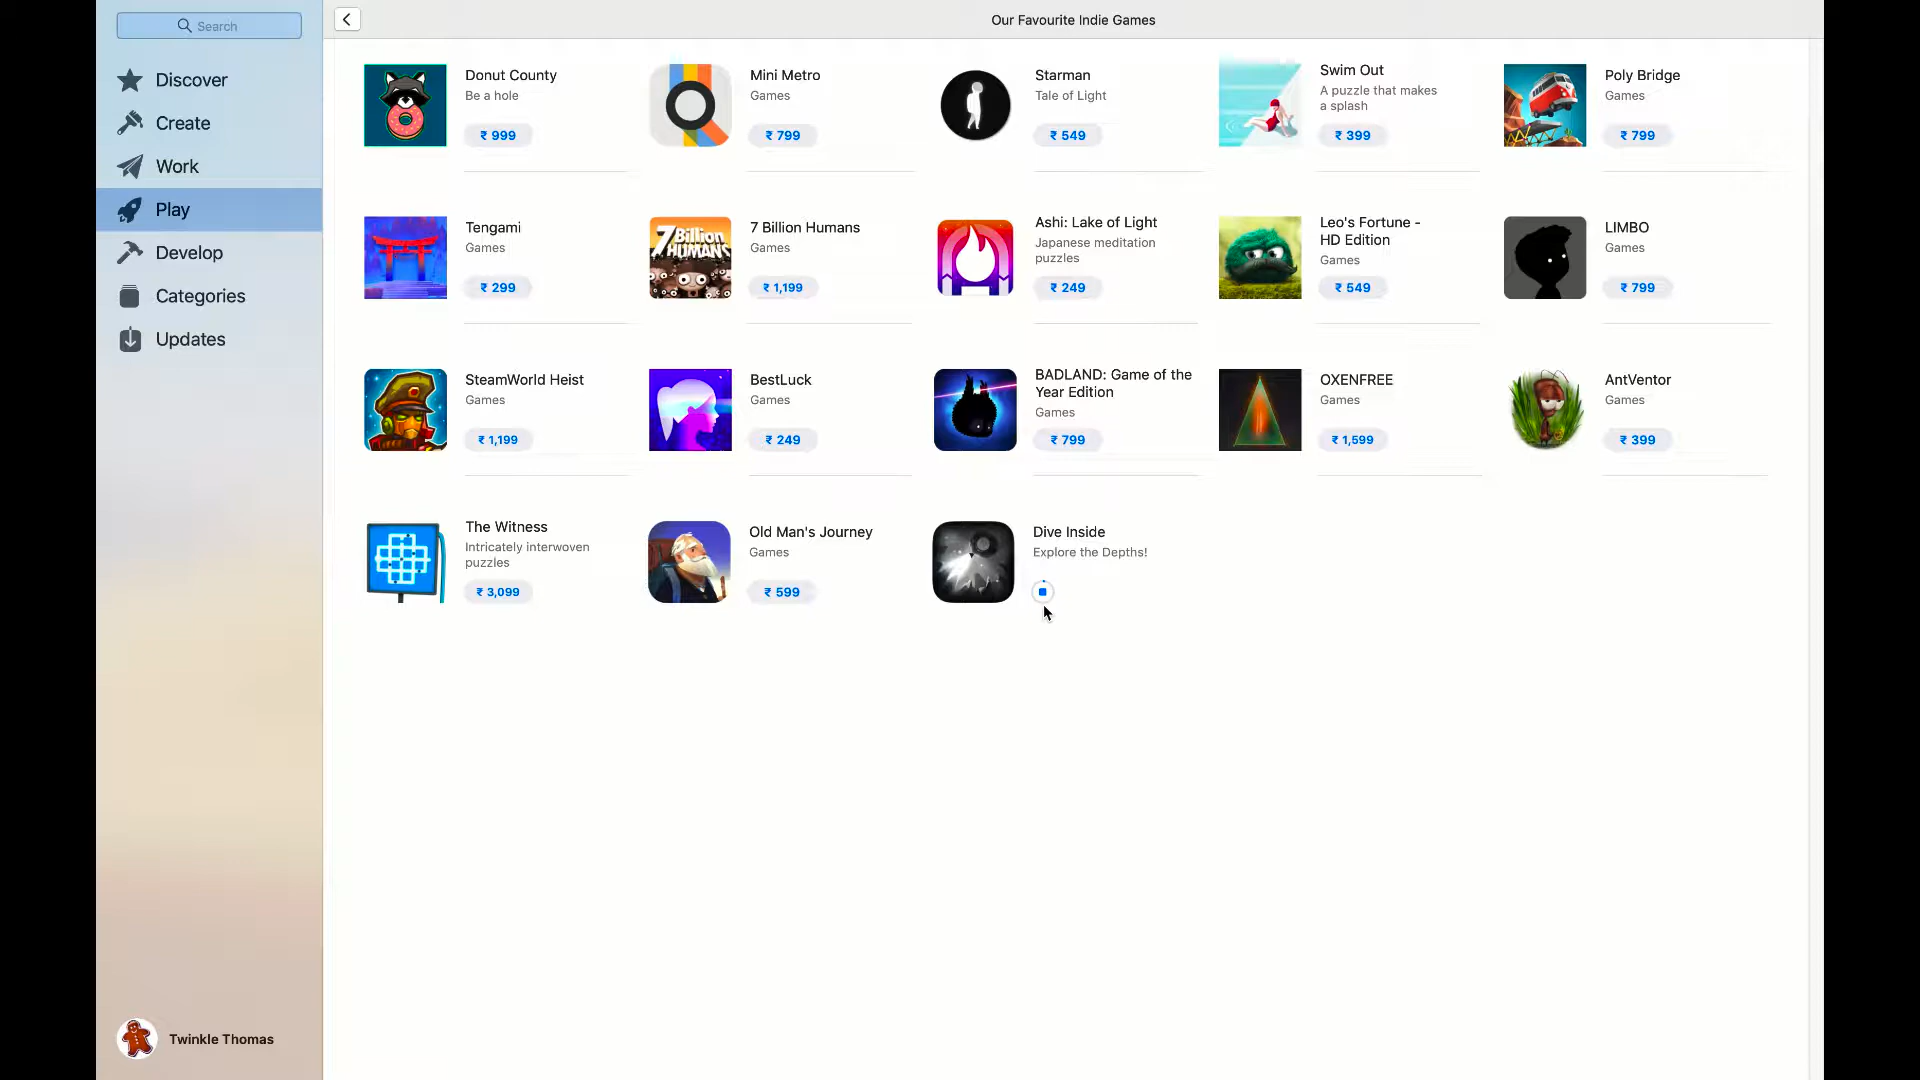 Search
Our Favourite Indie Games
Discover
Create
Work
Play
Develop
Categories
Updates
Twinkle Thomas
Donut County
Be a hole
₹ 999
Mini Metro
Games
₹ 799
Starman
Tale of Light
₹ 549
Swim Out
A puzzle that makes
a splash
₹ 399
Poly Bridge
Games
₹ 799
Tengami
Games
₹ 299
7 Billion
HUMANS
7 Billion Humans
Games
₹ 1,199
Ashi: Lake of Light
Japanese meditation
puzzles
₹ 249
Leo's Fortune -
HD Edition
Games
₹ 549
LIMBO
Games
₹ 799
SteamWorld Heist
Games
₹ 1,199
BestLuck
Games
₹ 249
BADLAND: Game of the
Year Edition
Games
₹ 799
OXENFREE
Games
₹ 1,599
AntVentor
Games
₹ 399
The Witness
Intricately interwoven
puzzles
₹ 3,099
Old Man's Journey
Games
₹ 599
Dive Inside
Explore the Depths!